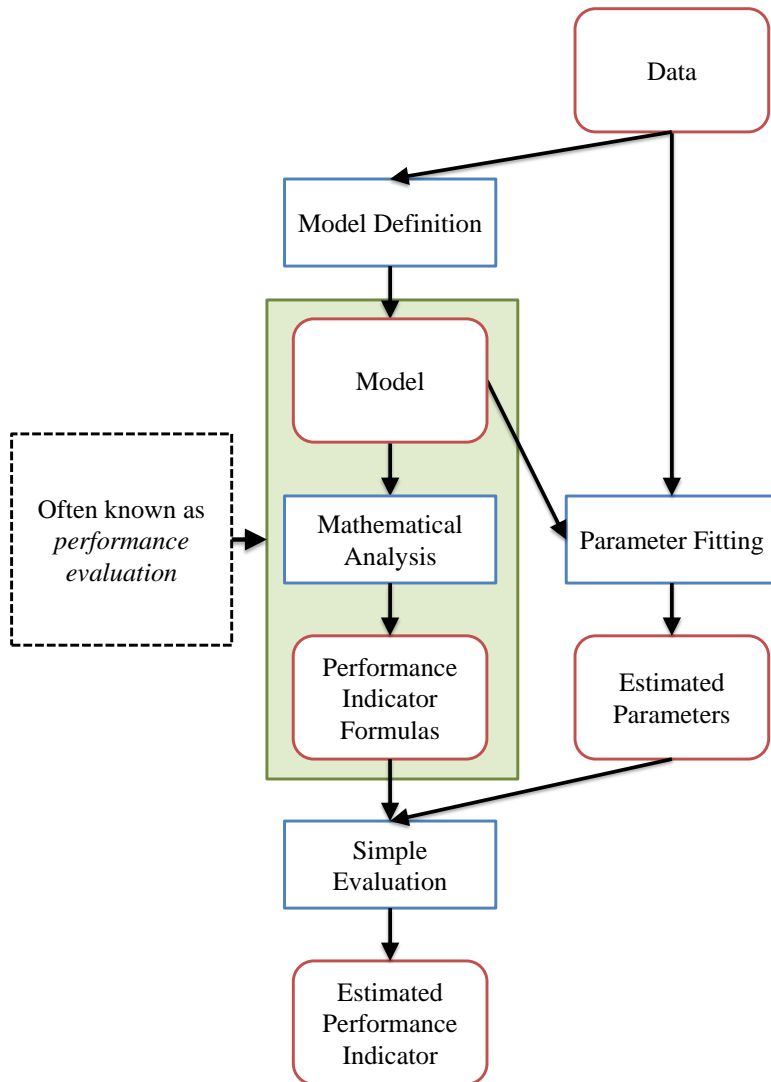 Data
Model Definition
Model
Often known as
performance
evaluation
Mathematical
Analysis
Parameter Fitting
Performance
Indicator
Formulas
Estimated
Parameters
Simple
Evaluation
Estimated
Performance
Indicator